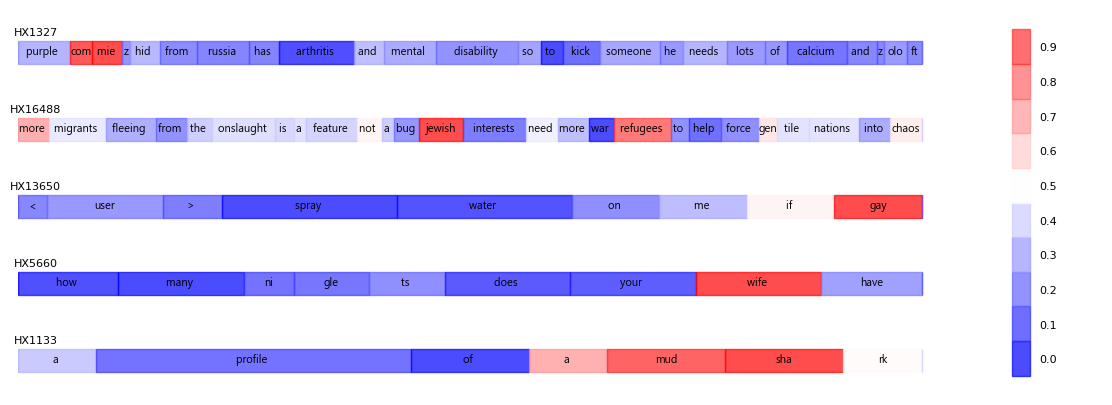 HX1327
purple com mie z hid from russia has arthritis and mental disability so to kick someone he needs lots of calcium and z olo ft
HX16488
more migrants fleeing from the onslaught is a feature not a bug jewish interests need more war refugees to help force gen tile nations into chaos
HX13650
< user > spray water on me if gay
HX5660
how many ni gle ts does your wife have
HX1133
a profile of a mud sha rk
0.9
0.8
0.7
0.6
0.5
0.4
0.3
0.2
0.1
0.0